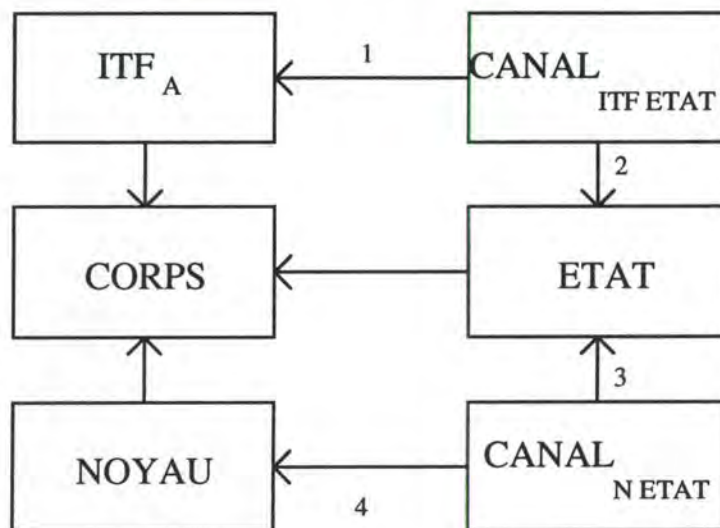 ITF A
1
CANAL ITF ETAT
2
CORPS
ETAT
3
NOYAU
4
CANAL N ETAT